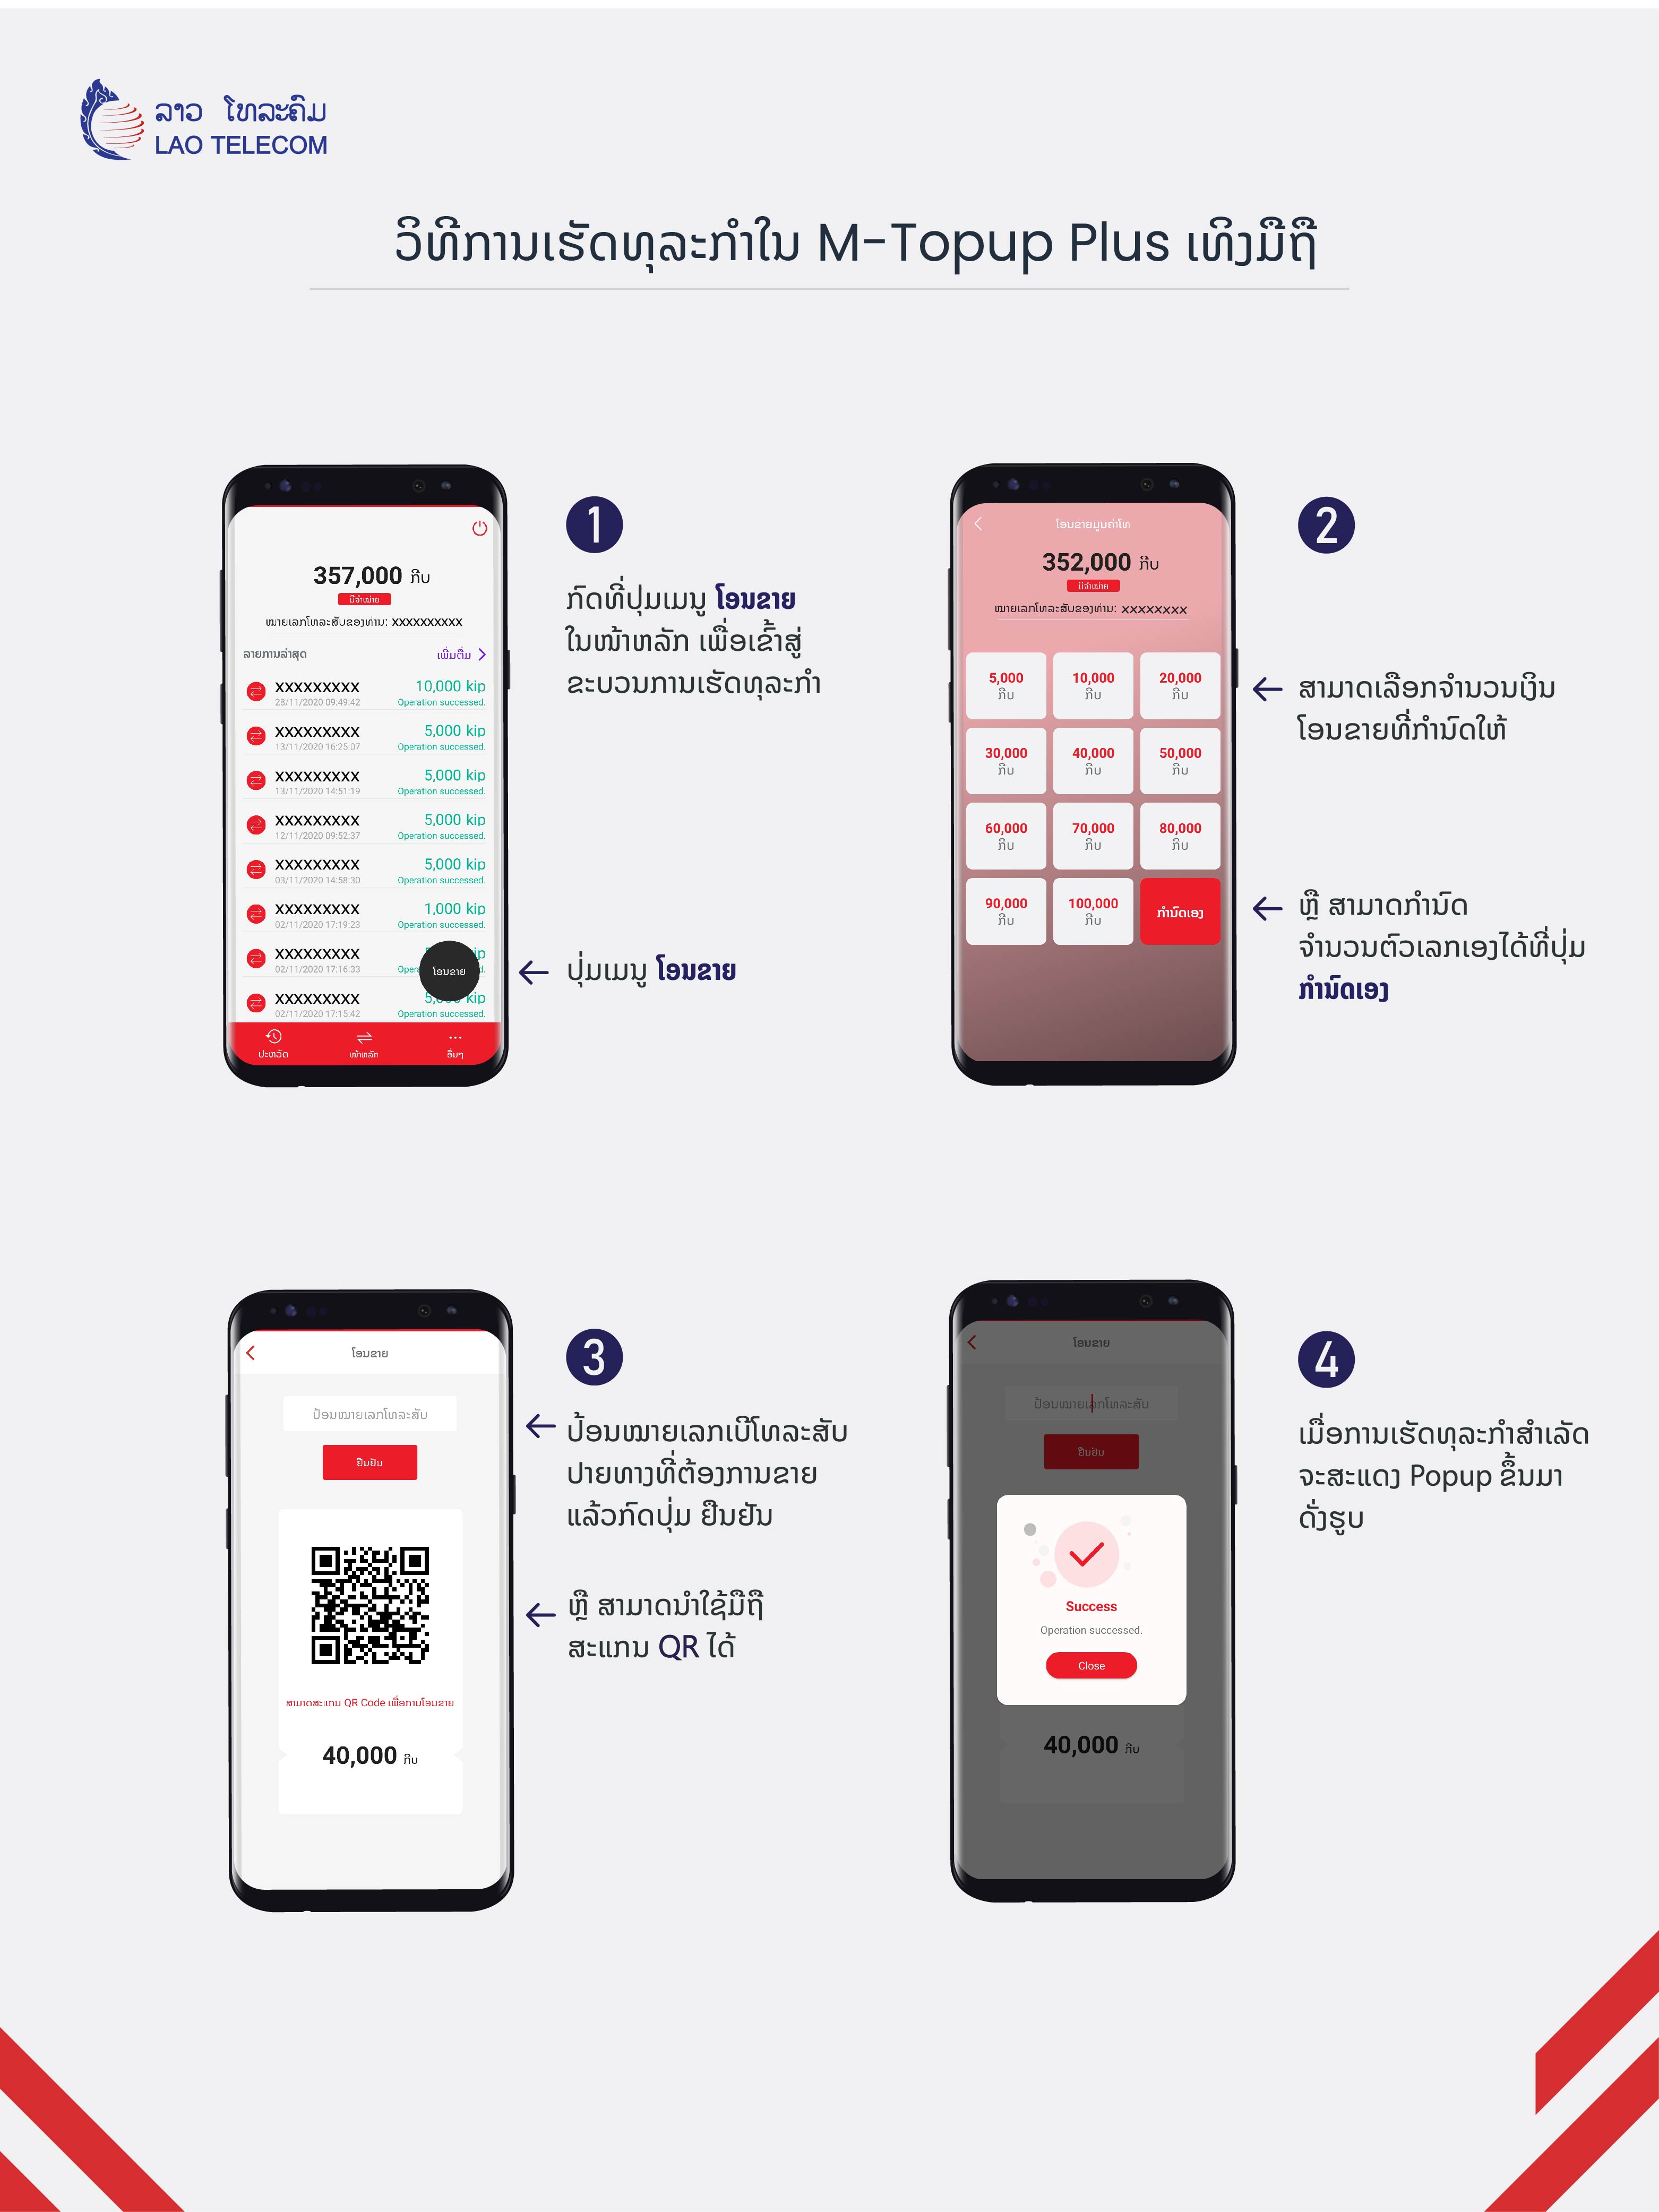 ລາວ ໂທລະຄົມ
LAO TELECOM
ວິທີການເຮັດທຸລະກຳໃນ M-Topup Plus ເທິງມືຖື
357,000 ກີບ
ມີຈຳໜ່າຍ
ໝາຍເລກໂທລະສັບຂອງທ່ານ: XXXXXXXXXX
ລາຍການລ່າສຸດ
ເພີ່ມຕື່ມ
XXXXXXXXX 10,000 kip
28/11/2020 09:49:42 Operation successed.
XXXXXXXXX 5,000 kip
13/11/2020 16:25:07 Operation successed.
XXXXXXXXX 5,000 kip
13/11/2020 14:51:19 Operation successed.
XXXXXXXXX 5,000 kip
12/11/2020 09:52:37 Operation successed.
XXXXXXXXX 5,000 kip
03/11/2020 14:58:30 Operation successed.
XXXXXXXXX 1,000 kip
02/11/2020 17:19:23 Operation successed.
XXXXXXXXX
02/11/2020 17:16:33
ໂອນຂາຍ
XXXXXXXXX kip
02/11/2020 17:15:42 Operation successed.
ປະຫວັດ
ໜ້າຫລັກ
ອື່ນໆ
1
ກົດທີ່ປຸ່ມເມນູ ໂອນຂາຍ
ໃນໜ້າຫລັກ ເພື່ອເຂົ້າສູ່
ຂະບວນການເຮັດທຸລະກຳ
ປຸ່ມເມນູ ໂອນຂາຍ
ໂອນຂາຍມູນຄ່າໂທ
352,000 ກີບ
ມີຈຳໜ່າຍ
ໝາຍເລກໂທລະສັບຂອງທ່ານ: XXXXXXXX
5,000 10,000 20,000
ກີບ ກີບ ກີບ
30,000 40,000 50,000
ກີບ ກີບ ກີບ
60,000 70,000 80,000
ກີບ ກີບ ກີບ
90,000 100,000 ກຳນົດເອງ
ກີບ ກີບ
2
ສາມາດເລືອກຈຳນວນເງິນ
ໂອນຂາຍທີ່ກຳນົດໃຫ້
ຫຼື ສາມາດກຳນົດ
ຈຳນວນຕົວເລກເອງໄດ້ທີ່ປຸ່ມ
ກຳນົດເອງ
ໂອນຂາຍ
ປ້ອນໝາຍເລກໂທລະສັບ
ຢືນຢັນ
ສາມາດສະແກນ QR Code ເພື່ອການໂອນຂາຍ
40,000 ກີບ
3
ປ້ອນໝາຍເລກເບີໂທລະສັບ
ປາຍທາງທີ່ຕ້ອງການຂາຍ
ແລ້ວກົດປຸ່ມ ຢືນຢັນ
ຫຼື ສາມາດນຳໃຊ້ມືຖື
ສະແກນ QR ໄດ້
ໂອນຂາຍ
ປ້ອນໝາຍເລກໂທລະສັບ
ຢືນຢັນ
Success
Operation successed.
Close
40,000 ກີບ
4
ເມື່ອການເຮັດທຸລະກຳສຳເລັດ
ຈະສະແດງ Popup ຂຶ້ນມາ
ດັ່ງຮູບ